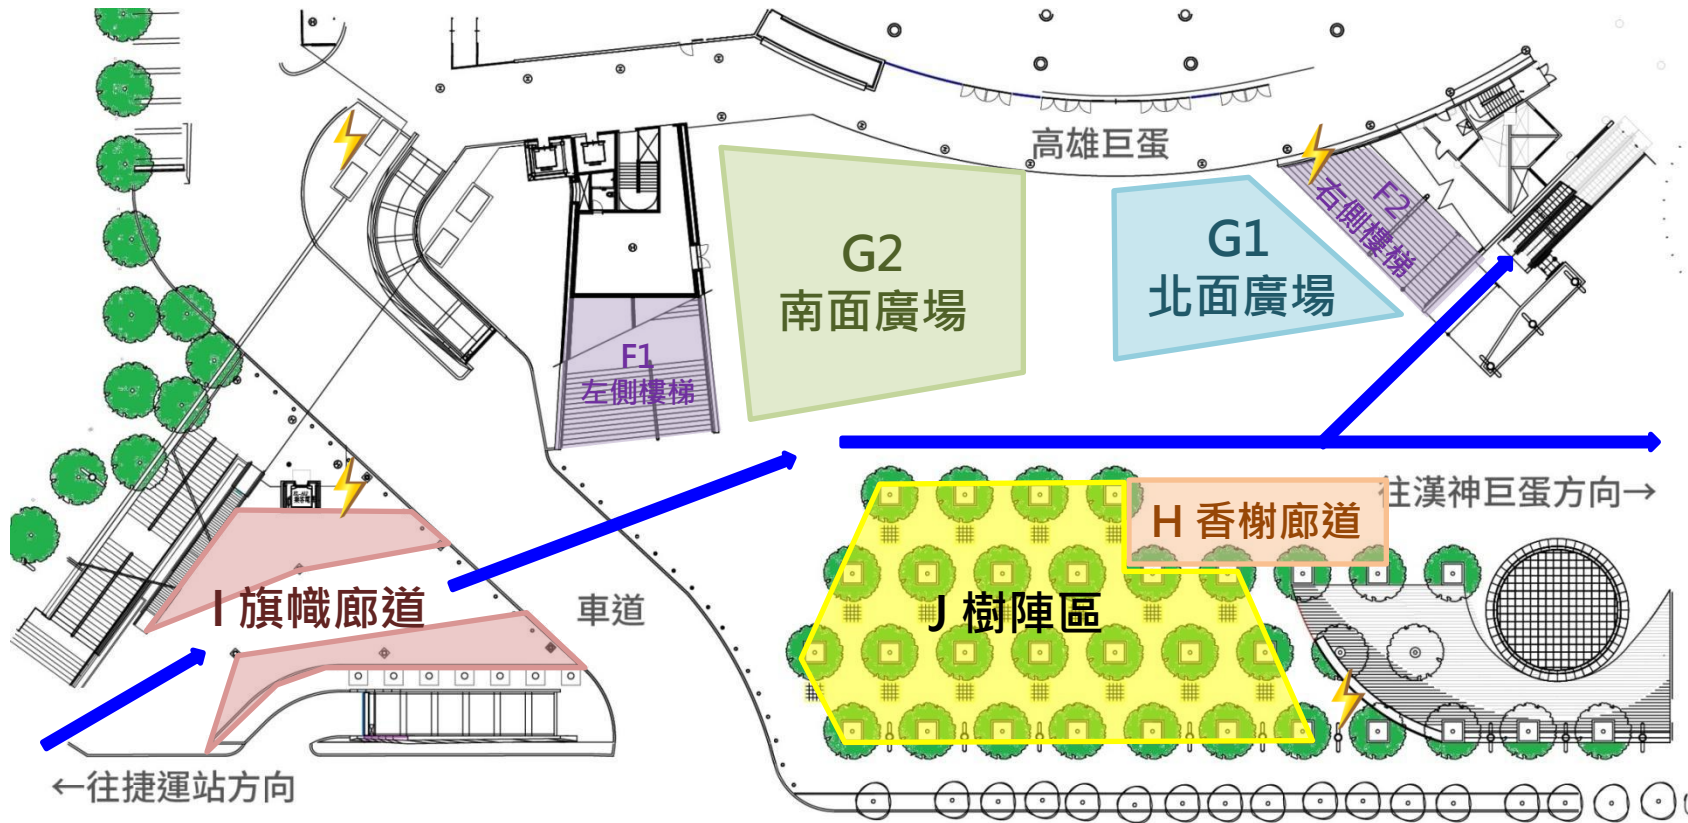 高雄巨蛋
F2
右側樓梯
G2
南面廣場
G1
北面廣場
F1
左側樓梯
往漢神巨蛋方向→
H 香榭廊道
I 旗幟廊道
車道
J 樹陣區
←往捷運站方向